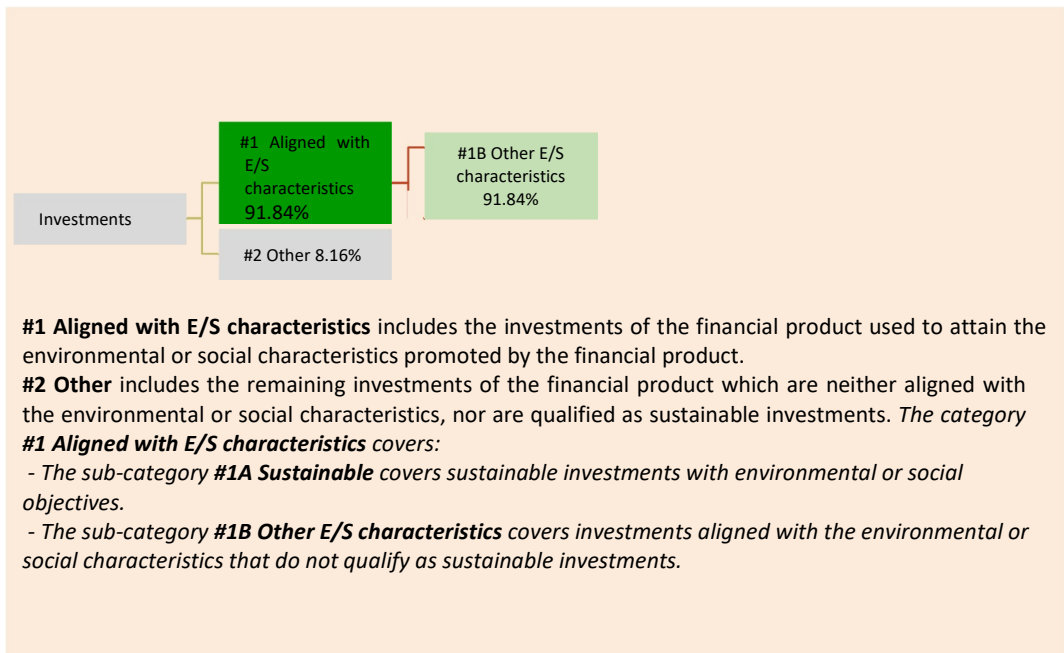 #1 Aligned with
E/S
characteristics
91.84%
#1B Other E/S
characteristics
91.84%
Investments
#2 Other 8.16%
#1 Aligned with E/S characteristics includes the investments of the financial product used to attain the
environmental or social characteristics promoted by the financial product.
#2 Other includes the remaining investments of the financial product which are neither aligned with
the environmental or social characteristics, nor are qualified as sustainable investments. The category
#1 Aligned with E/S characteristics covers:
- The sub-category #1A Sustainable covers sustainable investments with environmental or social
objectives.
- The sub-category #1B Other E/S characteristics covers investments aligned with the environmental or
social characteristics that do not qualify as sustainable investments.